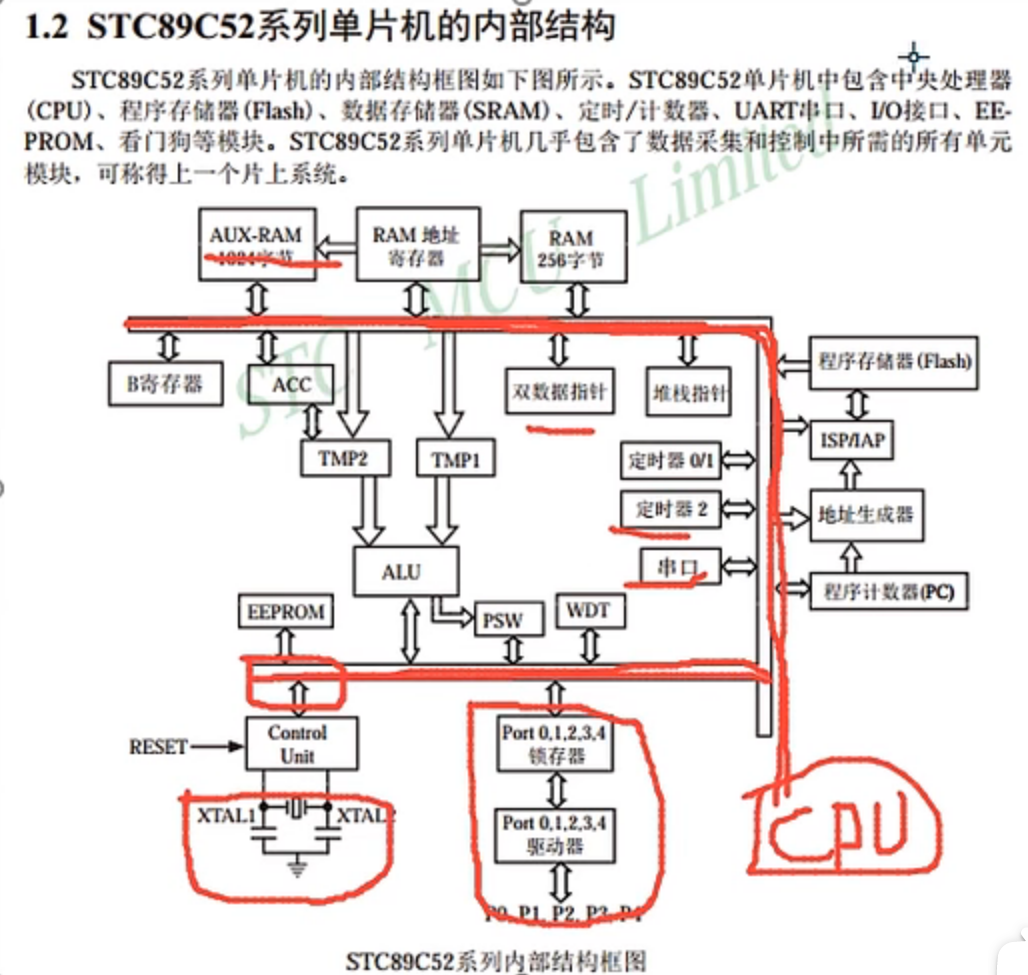 1.2 STC89C52系列单片机的内部结构
STC89C52系列单片机的内部结构框图如下图所示。STC89C52单片机中包含中央处理器
(CPU)、程序存储器(Flash)、数据存储器(SRAM)、定时/计数器、UART串口、I/O接口、EE-
PROM、看门狗等模块。STC89C52系列单片机几乎包含了数据采集和控制中所需的所有单元
模块，可称得上一个片上系统。
STC MCU Limited
AUX-RAM
1024字节
RAM 地址
寄存器
RAM
256字节
B寄存器
ACC
双数据指针
堆栈指针
程序存储器(Flash)
TMP2
TMP1
定时器 0/1
ISP/IAP
定时器 2
地址生成器
ALU
串口
程序计数器(PC)
EEPROM
PSW
WDT
RESET
Control
Unit
Port 0,1,2,3,4
锁存器
XTAL1
XTAL2
Port 0,1,2,3,4
驱动器
CPU
P0, P1, P2, P3, P4
STC89C52系列内部结构框图